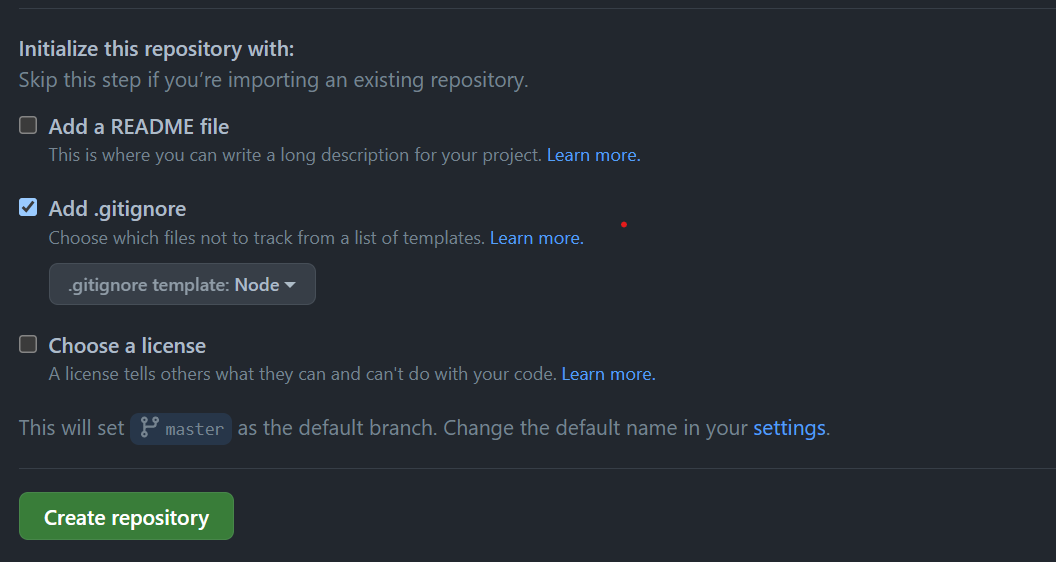 Initialize this repository with:
Skip this step if you’re importing an existing repository.
Add a README file
This is where you can write a long description for your project. Learn more.
Add .gitignore
Choose which files not to track from a list of templates. Learn more.
.gitignore template: Node
Choose a license
A license tells others what they can and can't do with your code. Learn more.
This will set master as the default branch. Change the default name in your settings.
Create repository